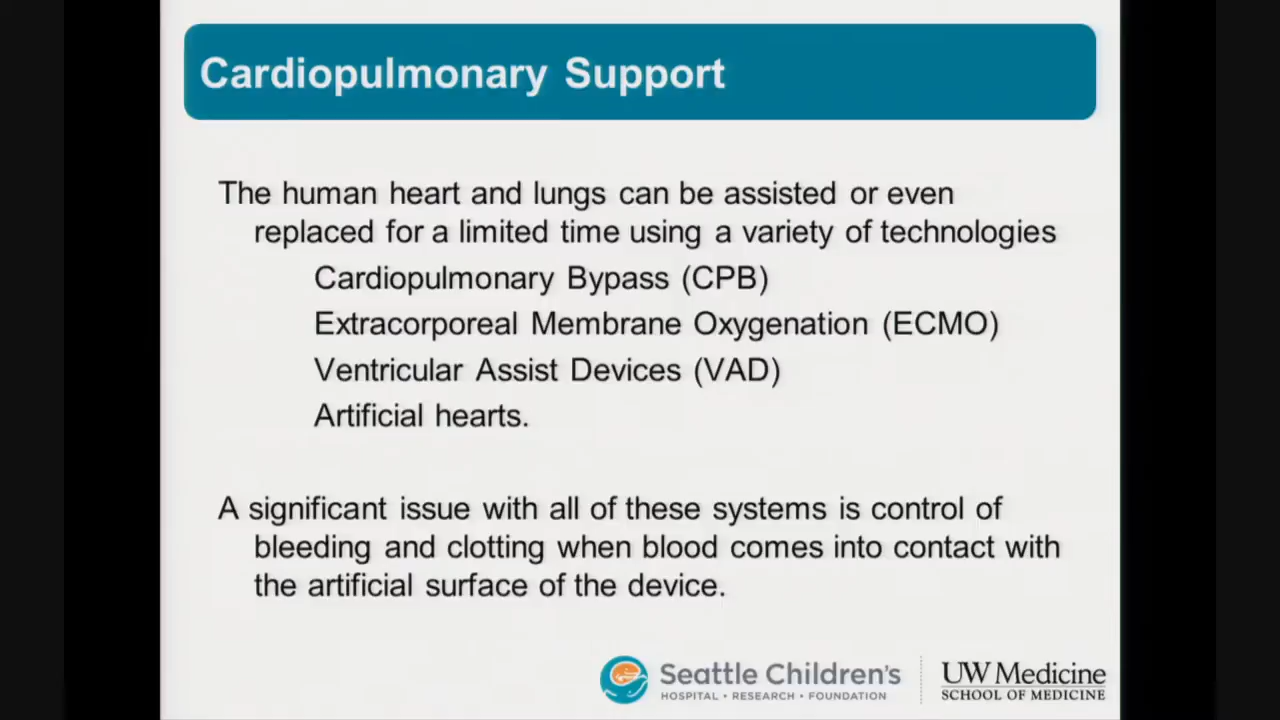 Cardiopulmonary Support
The human heart and lungs can be assisted or even
replaced for a limited time using a variety of technologies
Cardiopulmonary Bypass (CPB)
Extracorporeal Membrane Oxygenation (ECMO)
Ventricular Assist Devices (VAD)
Artificial hearts.
A significant issue with all of these systems is control of
bleeding and clotting when blood comes into contact with
the artificial surface of the device.
Seattle Children's
HOSPITAL • RESEARCH • FOUNDATION
UW Medicine
SCHOOL OF MEDICINE